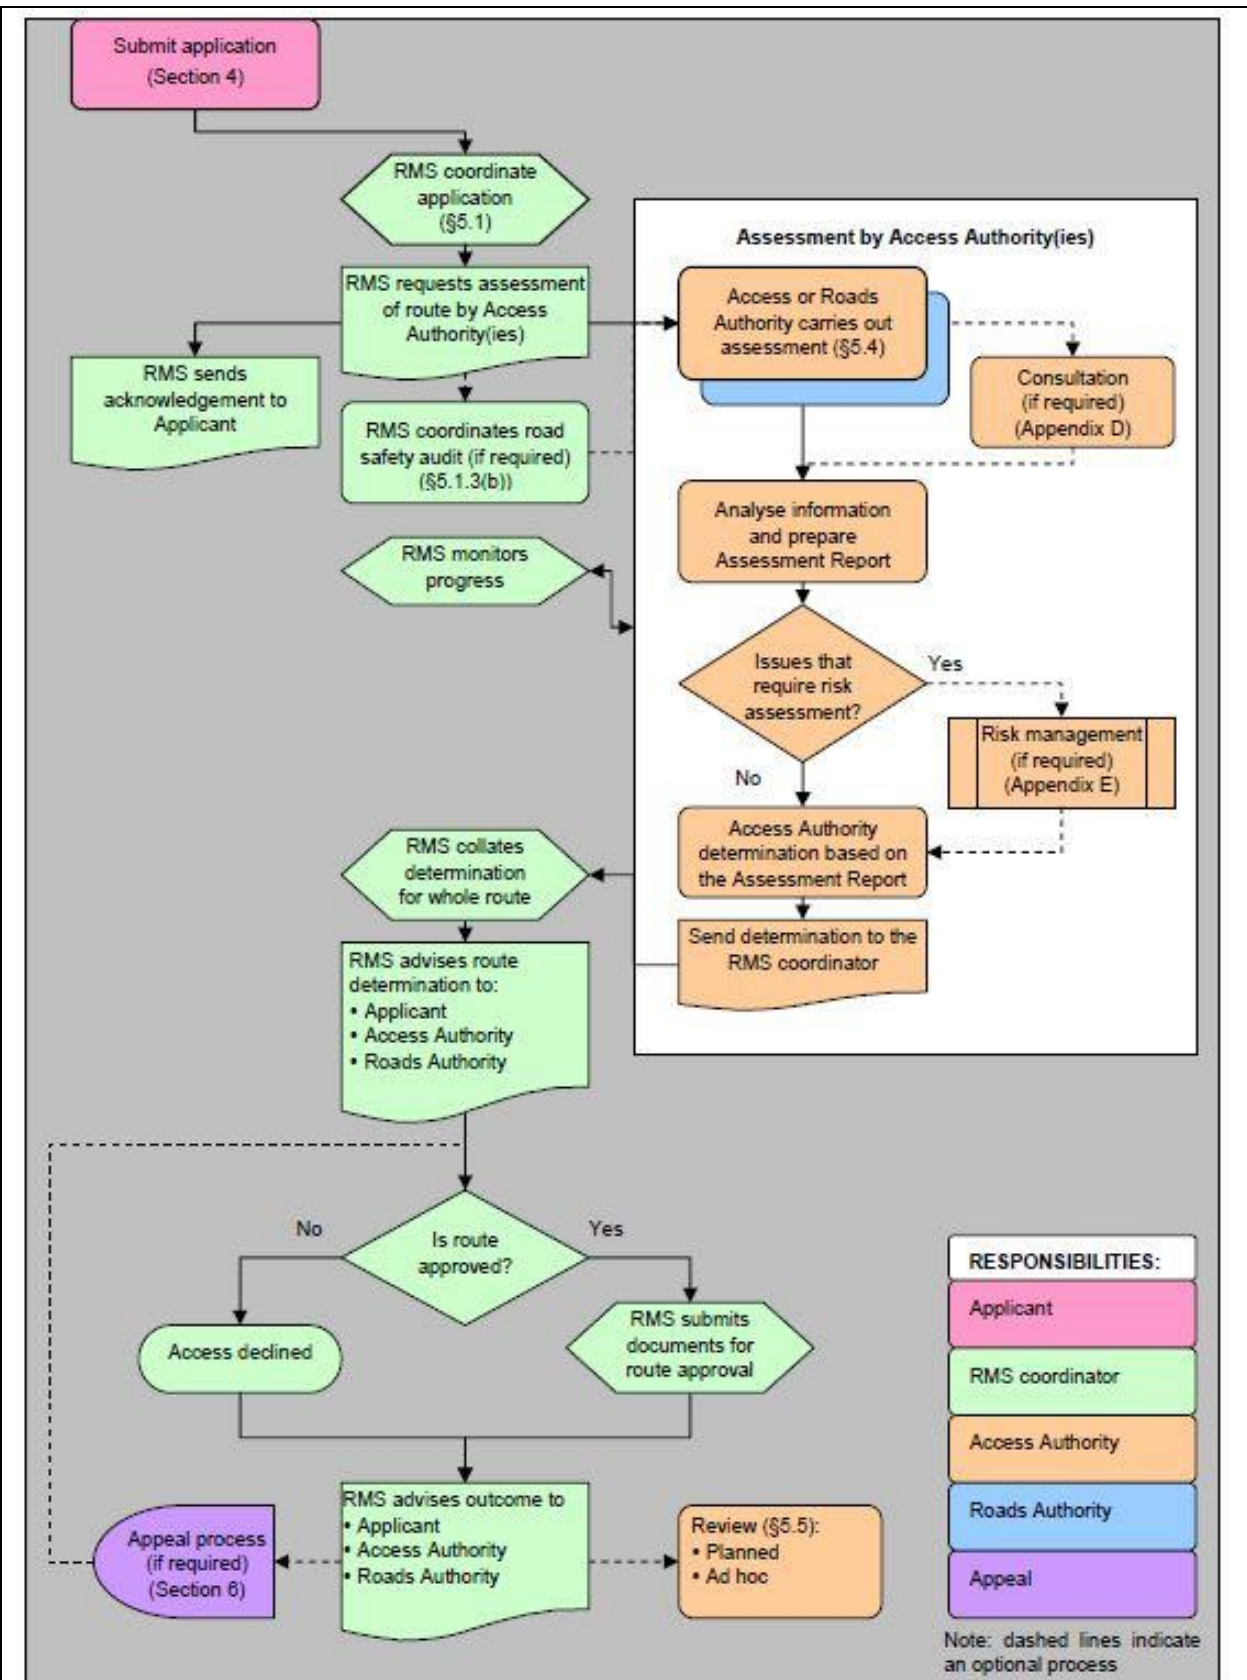 Submit application
(Section 4)
RMS coordinate
application
(§5.1)
RMS requests assessment
of route by Access
Authority(ies)
RMS sends
acknowledgement to
Applicant
RMS coordinates road
safety audit (if required)
(§5.1.3(b))
RMS monitors
progress
Assessment by Access Authority(ies)
Access or Roads
Authority carries out
assessment (§5.4)
Consultation
(if required)
(Appendix D)
Analyse information
and prepare
Assessment Report
Issues that
require risk
assessment?
Yes
No
Risk management
(if required)
(Appendix E)
Access Authority
determination based on
the Assessment Report
Send determination to the
RMS coordinator
RMS collates
determination
for whole route
RMS advises route
determination to:
• Applicant
• Access Authority
• Roads Authority
Is route
approved?
No
Yes
Access declined
RMS submits
documents for
route approval
RMS advises outcome to
• Applicant
• Access Authority
• Roads Authority
Appeal process
(if required)
(Section 6)
Review (§5.5):
• Planned
• Ad hoc
RESPONSIBILITIES:
Applicant
RMS coordinator
Access Authority
Roads Authority
Appeal
Note: dashed lines indicate
an optional process